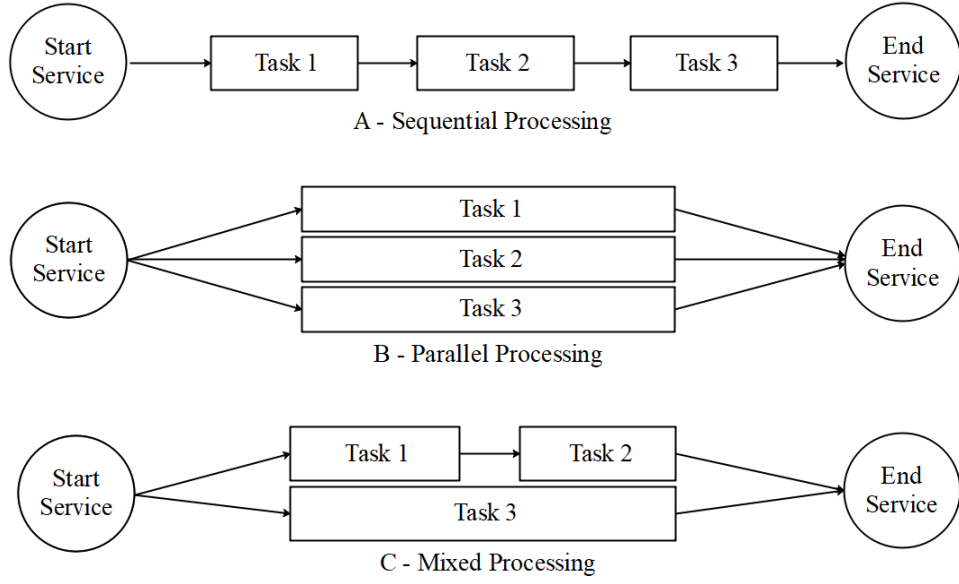 Start
Service
Task 1
Task 2
Task 3
End
Service
A - Sequential Processing
Start
Service
Task 1
Task 2
Task 3
End
Service
B - Parallel Processing
Start
Service
Task 1
Task 2
Task 3
End
Service
C - Mixed Processing